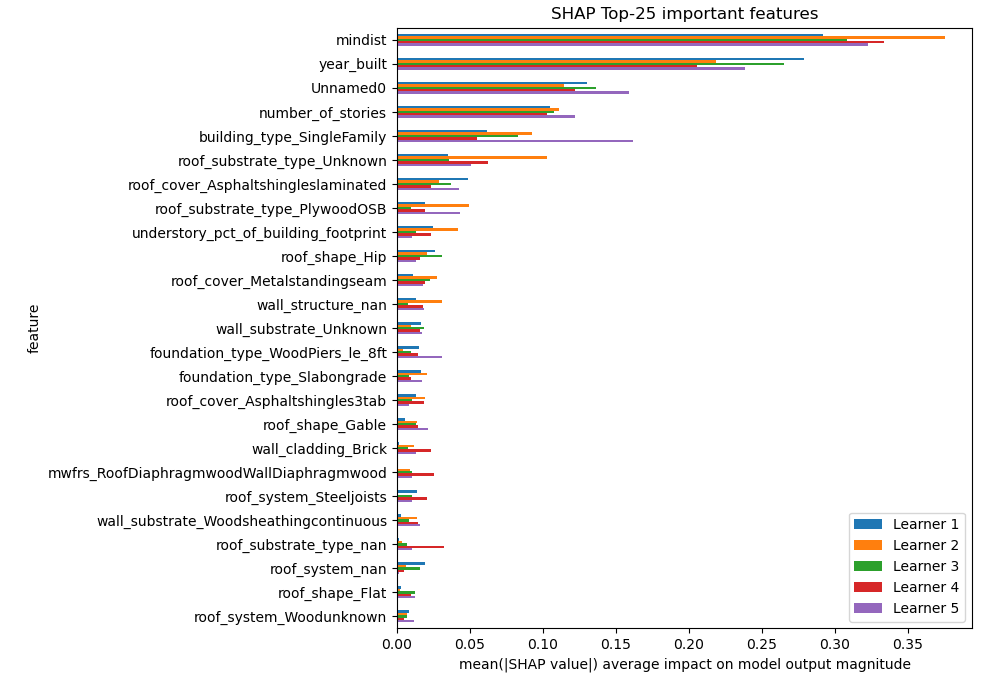 SHAP Top-25 important features
feature
mindist
year_built
Unnamed0
number_of_stories
building_type_SingleFamily
roof_substrate_type_Unknown
roof_cover_Asphaltshingleslaminated
roof_substrate_type_PlywoodOSB
understory_pct_of_building_footprint
roof_shape_Hip
roof_cover_Metalstandingseam
wall_structure_nan
wall_substrate_Unknown
foundation_type_WoodPiers_le_8ft
foundation_type_Slabongrade
roof_cover_Asphaltshingles3tab
roof_shape_Gable
wall_cladding_Brick
mwfrs_RoofDiaphragmwoodWallDiaphragmwood
roof_system_Steeljoists
wall_substrate_Woodsheathingcontinuous
roof_substrate_type_nan
roof_system_nan
roof_shape_Flat
roof_system_Woodunknown
Learner 1
Learner 2
Learner 3
Learner 4
Learner 5
0.00 0.05 0.10 0.15 0.20 0.25 0.30 0.35
mean(|SHAP value|) average impact on model output magnitude